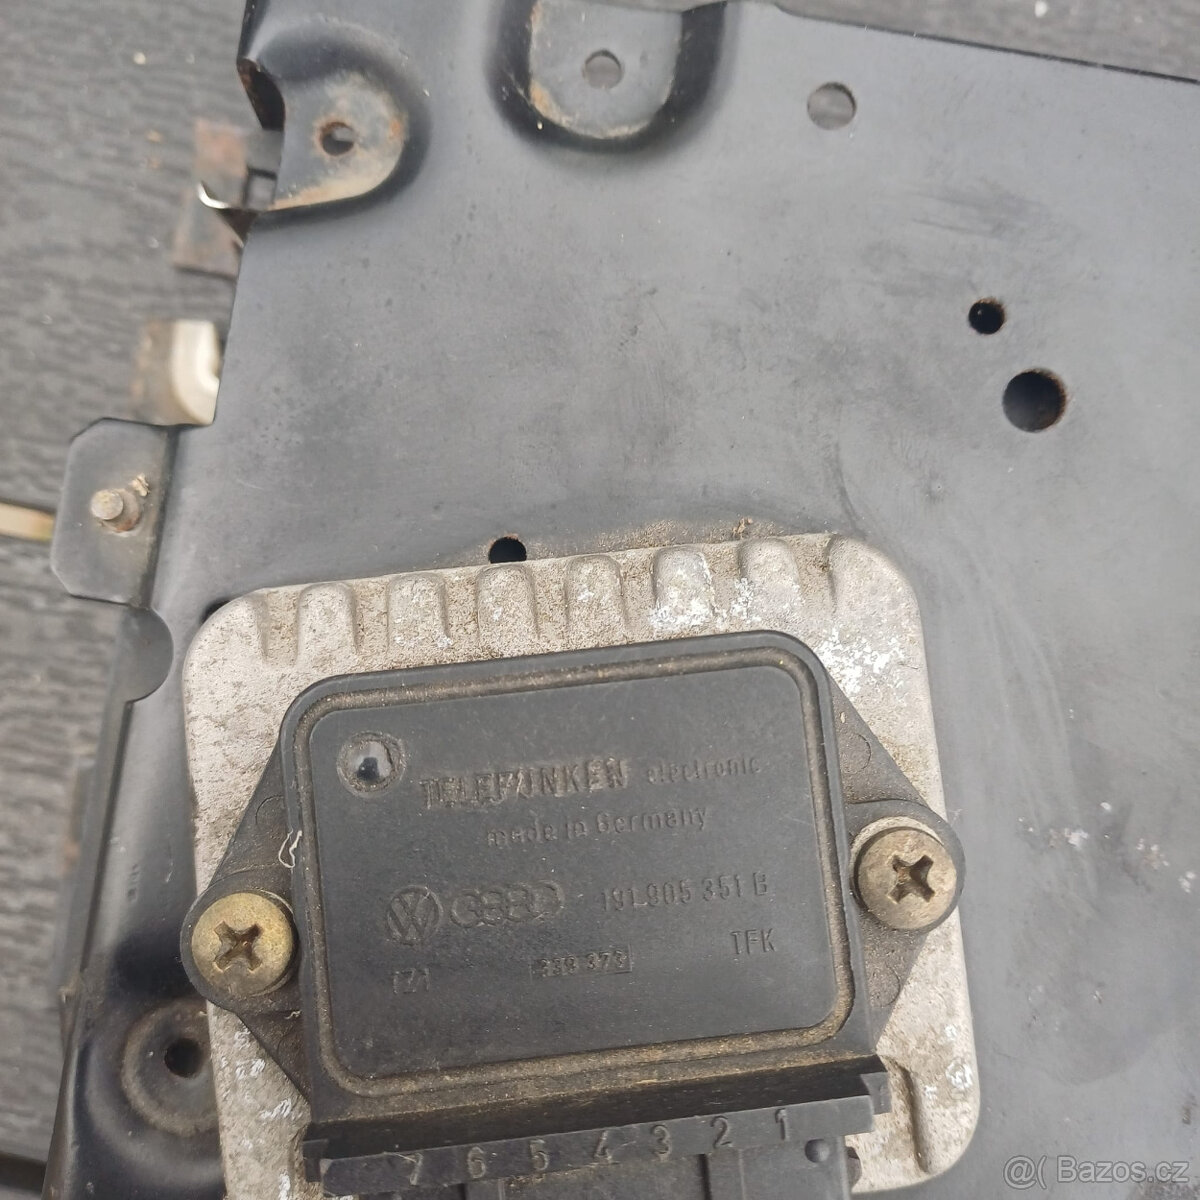 TELEFUNKEN electronic
made in Germany
191.905 351 B
TFK
7 6 5 4 3 2 1
@( Bazos.cz